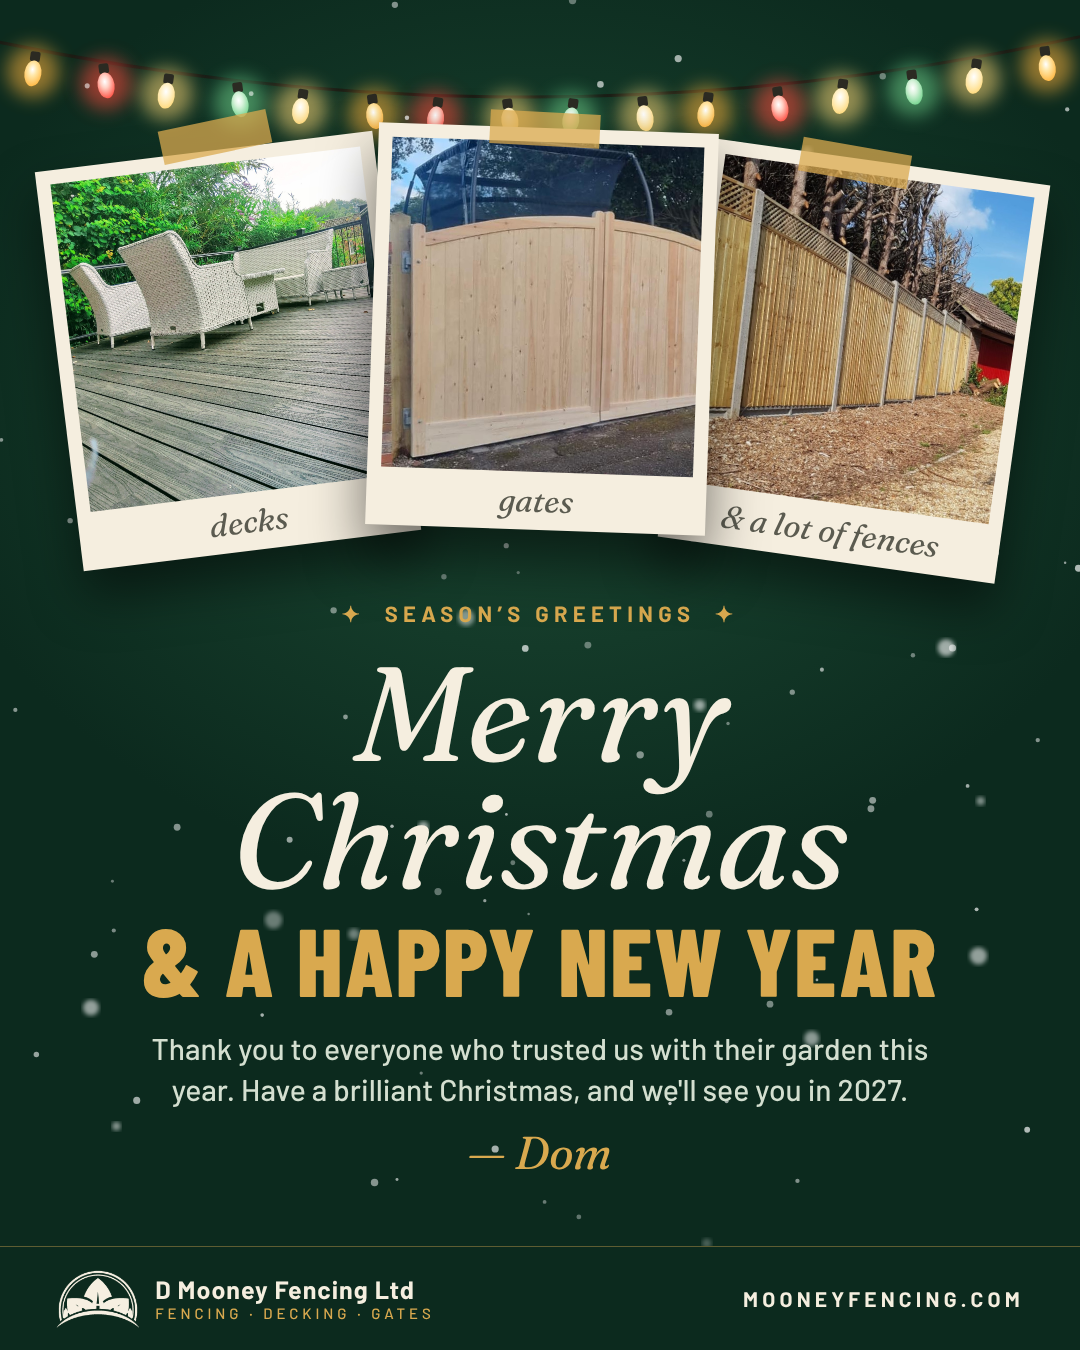 decks
gates
& a lot of fences
SEASON’S GREETINGS
Merry
Christmas
& A HAPPY NEW YEAR
Thank you to everyone who trusted us with their garden this
year. Have a brilliant Christmas, and we'll see you in 2027.
— Dom
D Mooney Fencing Ltd
FENCING · DECKING · GATES
MOONEYFENCING.COM